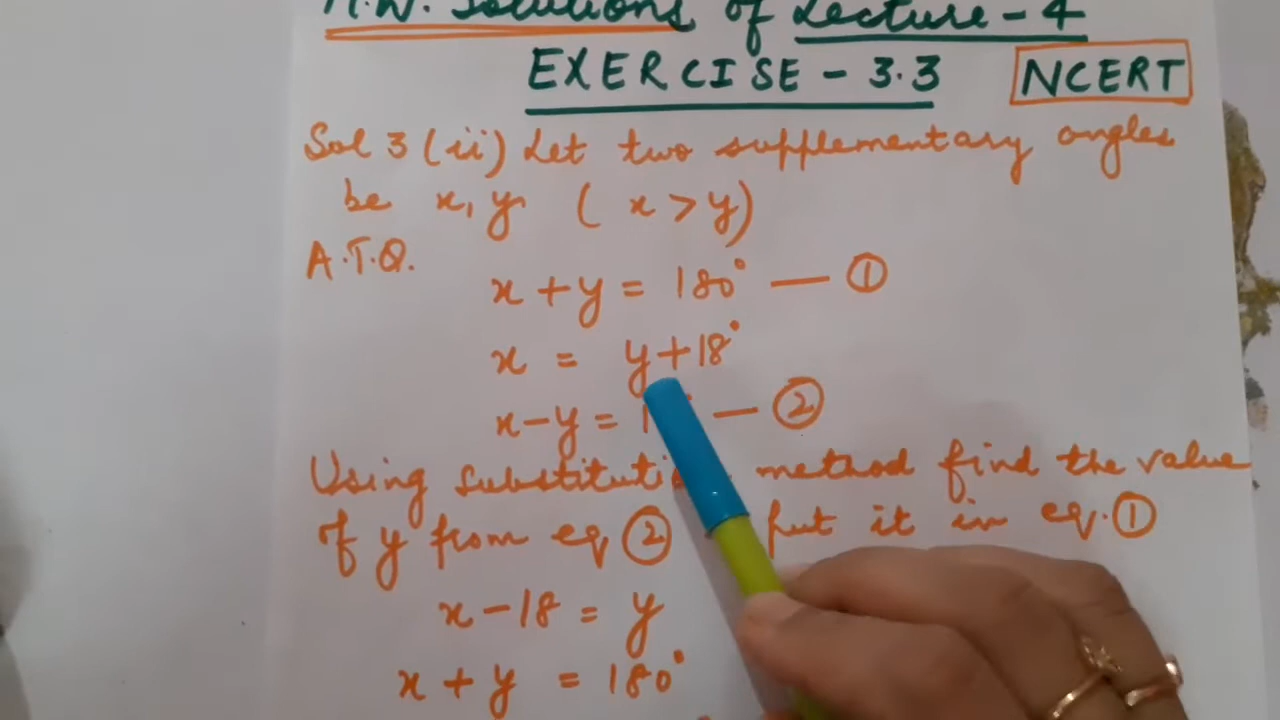 Solutions of Lecture - 4
EXERCISE - 3.3 NCERT
Sol 3 (ii) Let two supplementary angles
be x, y ( x > y)
A.T.Q.
x + y = 180° — ①
x = y + 18°
x - y = 1 — ②
Using method find the value
of y from eq ② put it in eq. ①
x - 18 = y
x + y = 180°